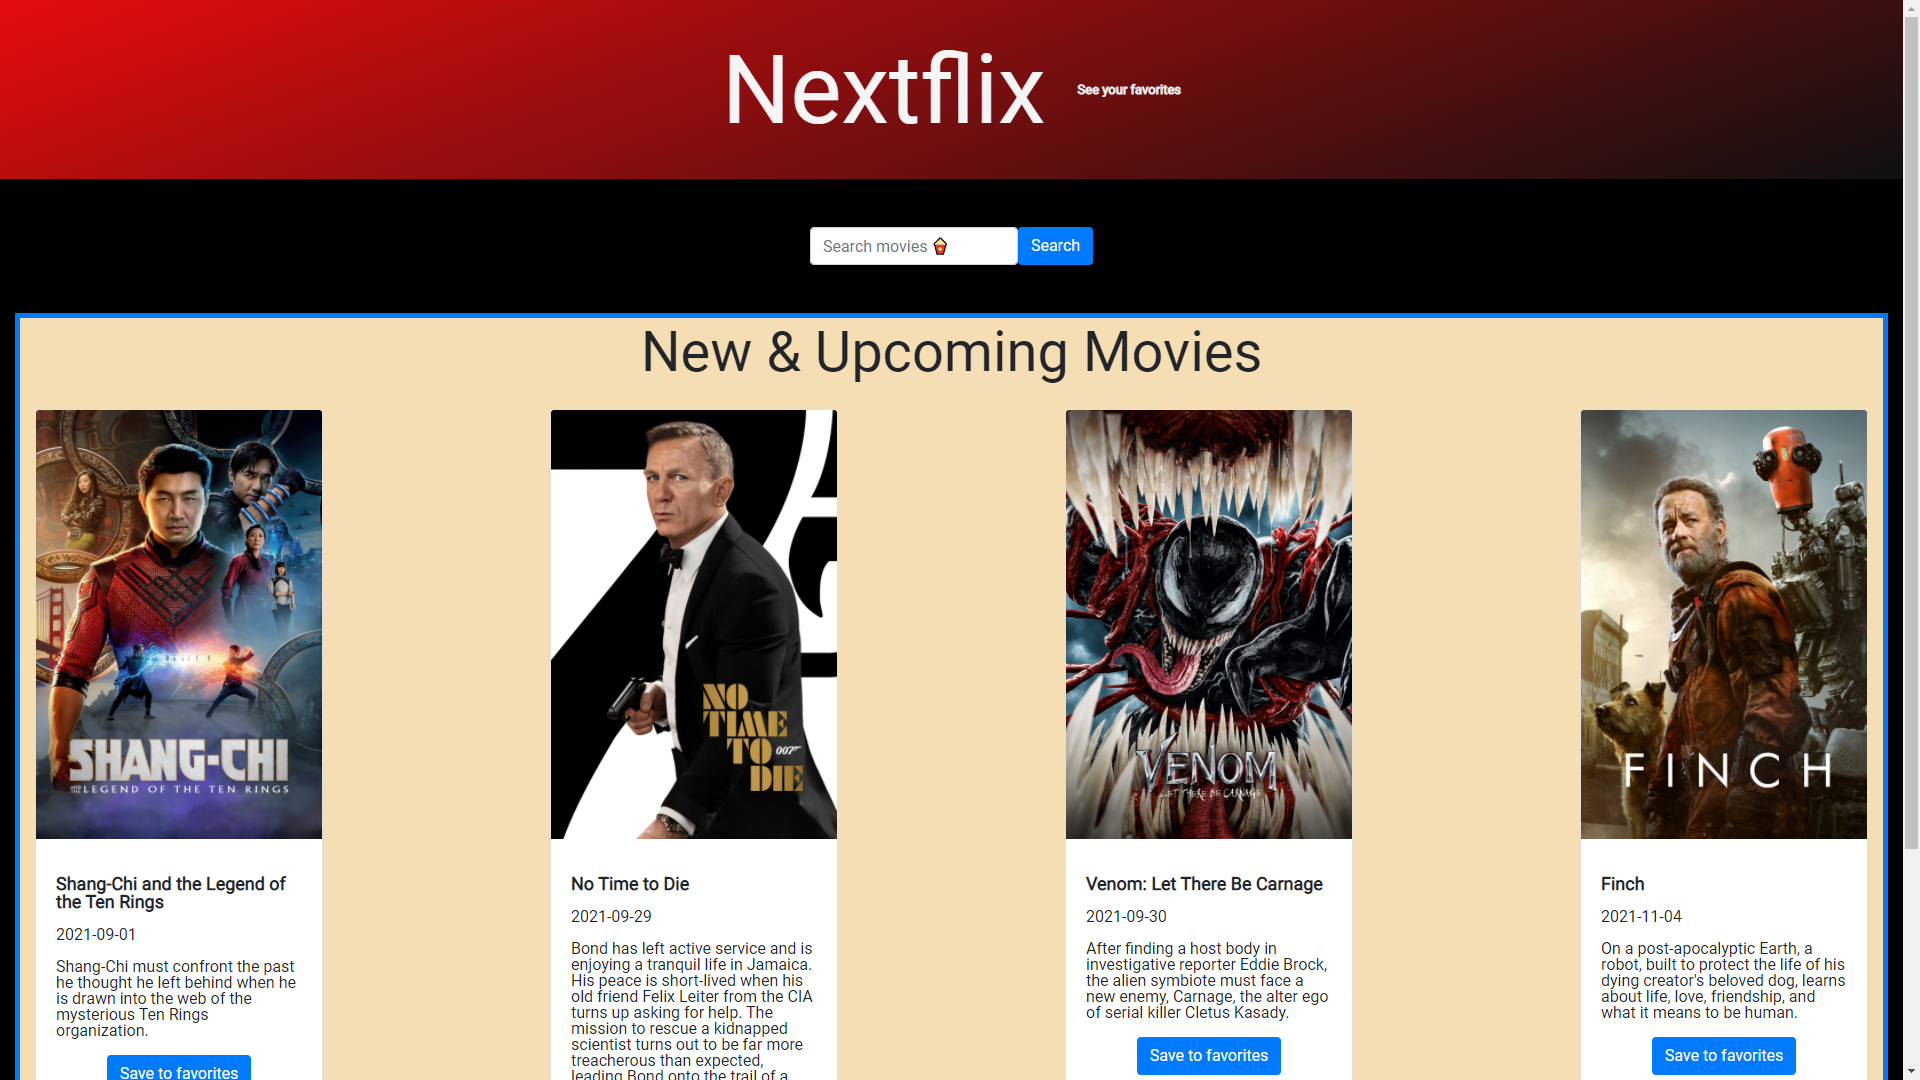 Nextflix
See your favorites
Search movies 🍿
Search
New & Upcoming Movies
SHANG-CHI
AND THE LEGEND OF THE TEN RINGS
NO
TIME
TO 007
DIE
VENOM
LET THERE BE CARNAGE
FINCH
Shang-Chi and the Legend of
the Ten Rings
2021-09-01
Shang-Chi must confront the past
he thought he left behind when he
is drawn into the web of the
mysterious Ten Rings
organization.
Save to favorites
No Time to Die
2021-09-29
Bond has left active service and is
enjoying a tranquil life in Jamaica.
His peace is short-lived when his
old friend Felix Leiter from the CIA
turns up asking for help. The
mission to rescue a kidnapped
scientist turns out to be far more
treacherous than expected,
leading Bond onto the trail of a
Venom: Let There Be Carnage
2021-09-30
After finding a host body in
investigative reporter Eddie Brock,
the alien symbiote must face a
new enemy, Carnage, the alter ego
of serial killer Cletus Kasady.
Save to favorites
Finch
2021-11-04
On a post-apocalyptic Earth, a
robot, built to protect the life of his
dying creator's beloved dog, learns
about life, love, friendship, and
what it means to be human.
Save to favorites